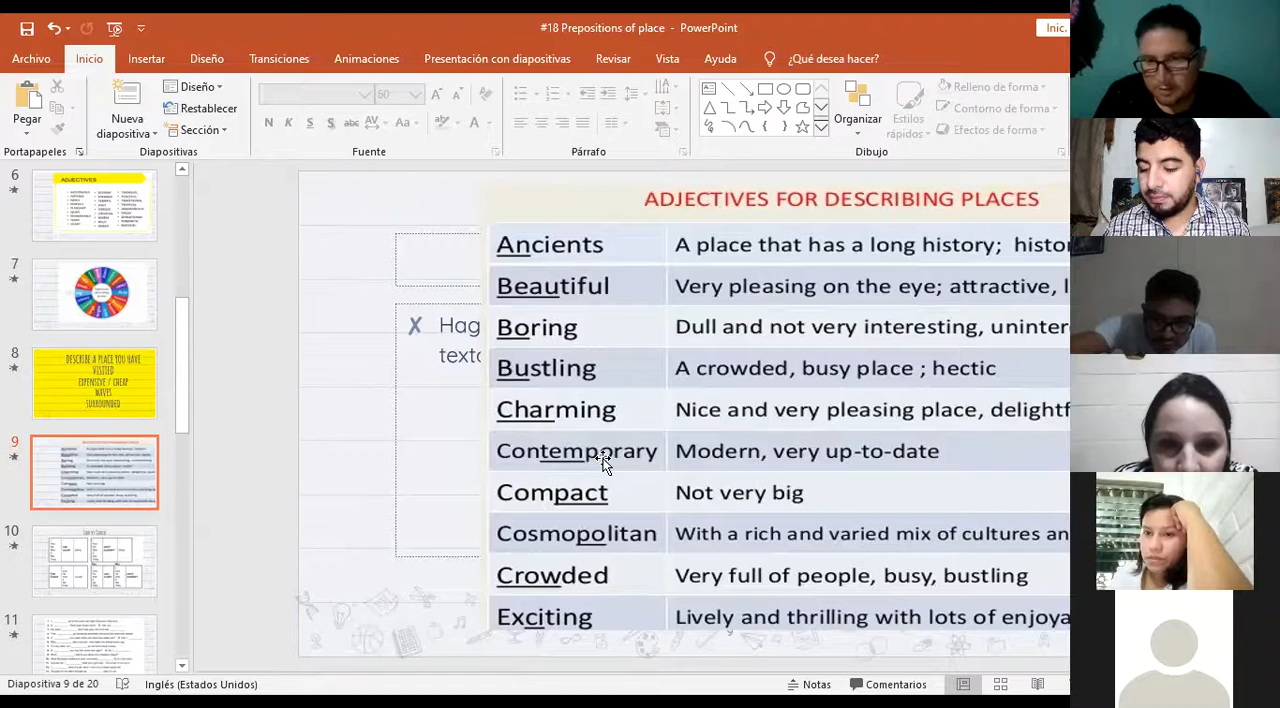 #18 Prepositions of place - PowerPoint
Inic.
Archivo Inicio Insertar Diseño Transiciones Animaciones Presentación con diapositivas Revisar Vista Ayuda ¿Qué desea hacer?
Pegar
Nueva diapositiva
Diseño
Restablecer
Sección
50
N K S S abc AV Aa
Organizar
Estilos rápidos
Relleno de forma
Contorno de forma
Efectos de forma
Portapapeles Diapositivas Fuente Párrafo Dibujo
6
ADJECTIVES
7
8
DESCRIBE A PLACE YOU HAVE
VISITED
EXPENSIVE / CHEAP
WAVES
SURROUNDED
9
10
11
ADJECTIVES FOR DESCRIBING PLACES
Ancients A place that has a long history; histor
Beautiful Very pleasing on the eye; attractive, l
Boring Dull and not very interesting, uninter
Bustling A crowded, busy place ; hectic
Charming Nice and very pleasing place, delightf
Contemporary Modern, very up-to-date
Compact Not very big
Cosmopolitan With a rich and varied mix of cultures an
Crowded Very full of people, busy, bustling
Exciting Lively and thrilling with lots of enjoya
✗ Hag
texto
Diapositiva 9 de 20 Inglés (Estados Unidos) Notas Comentarios